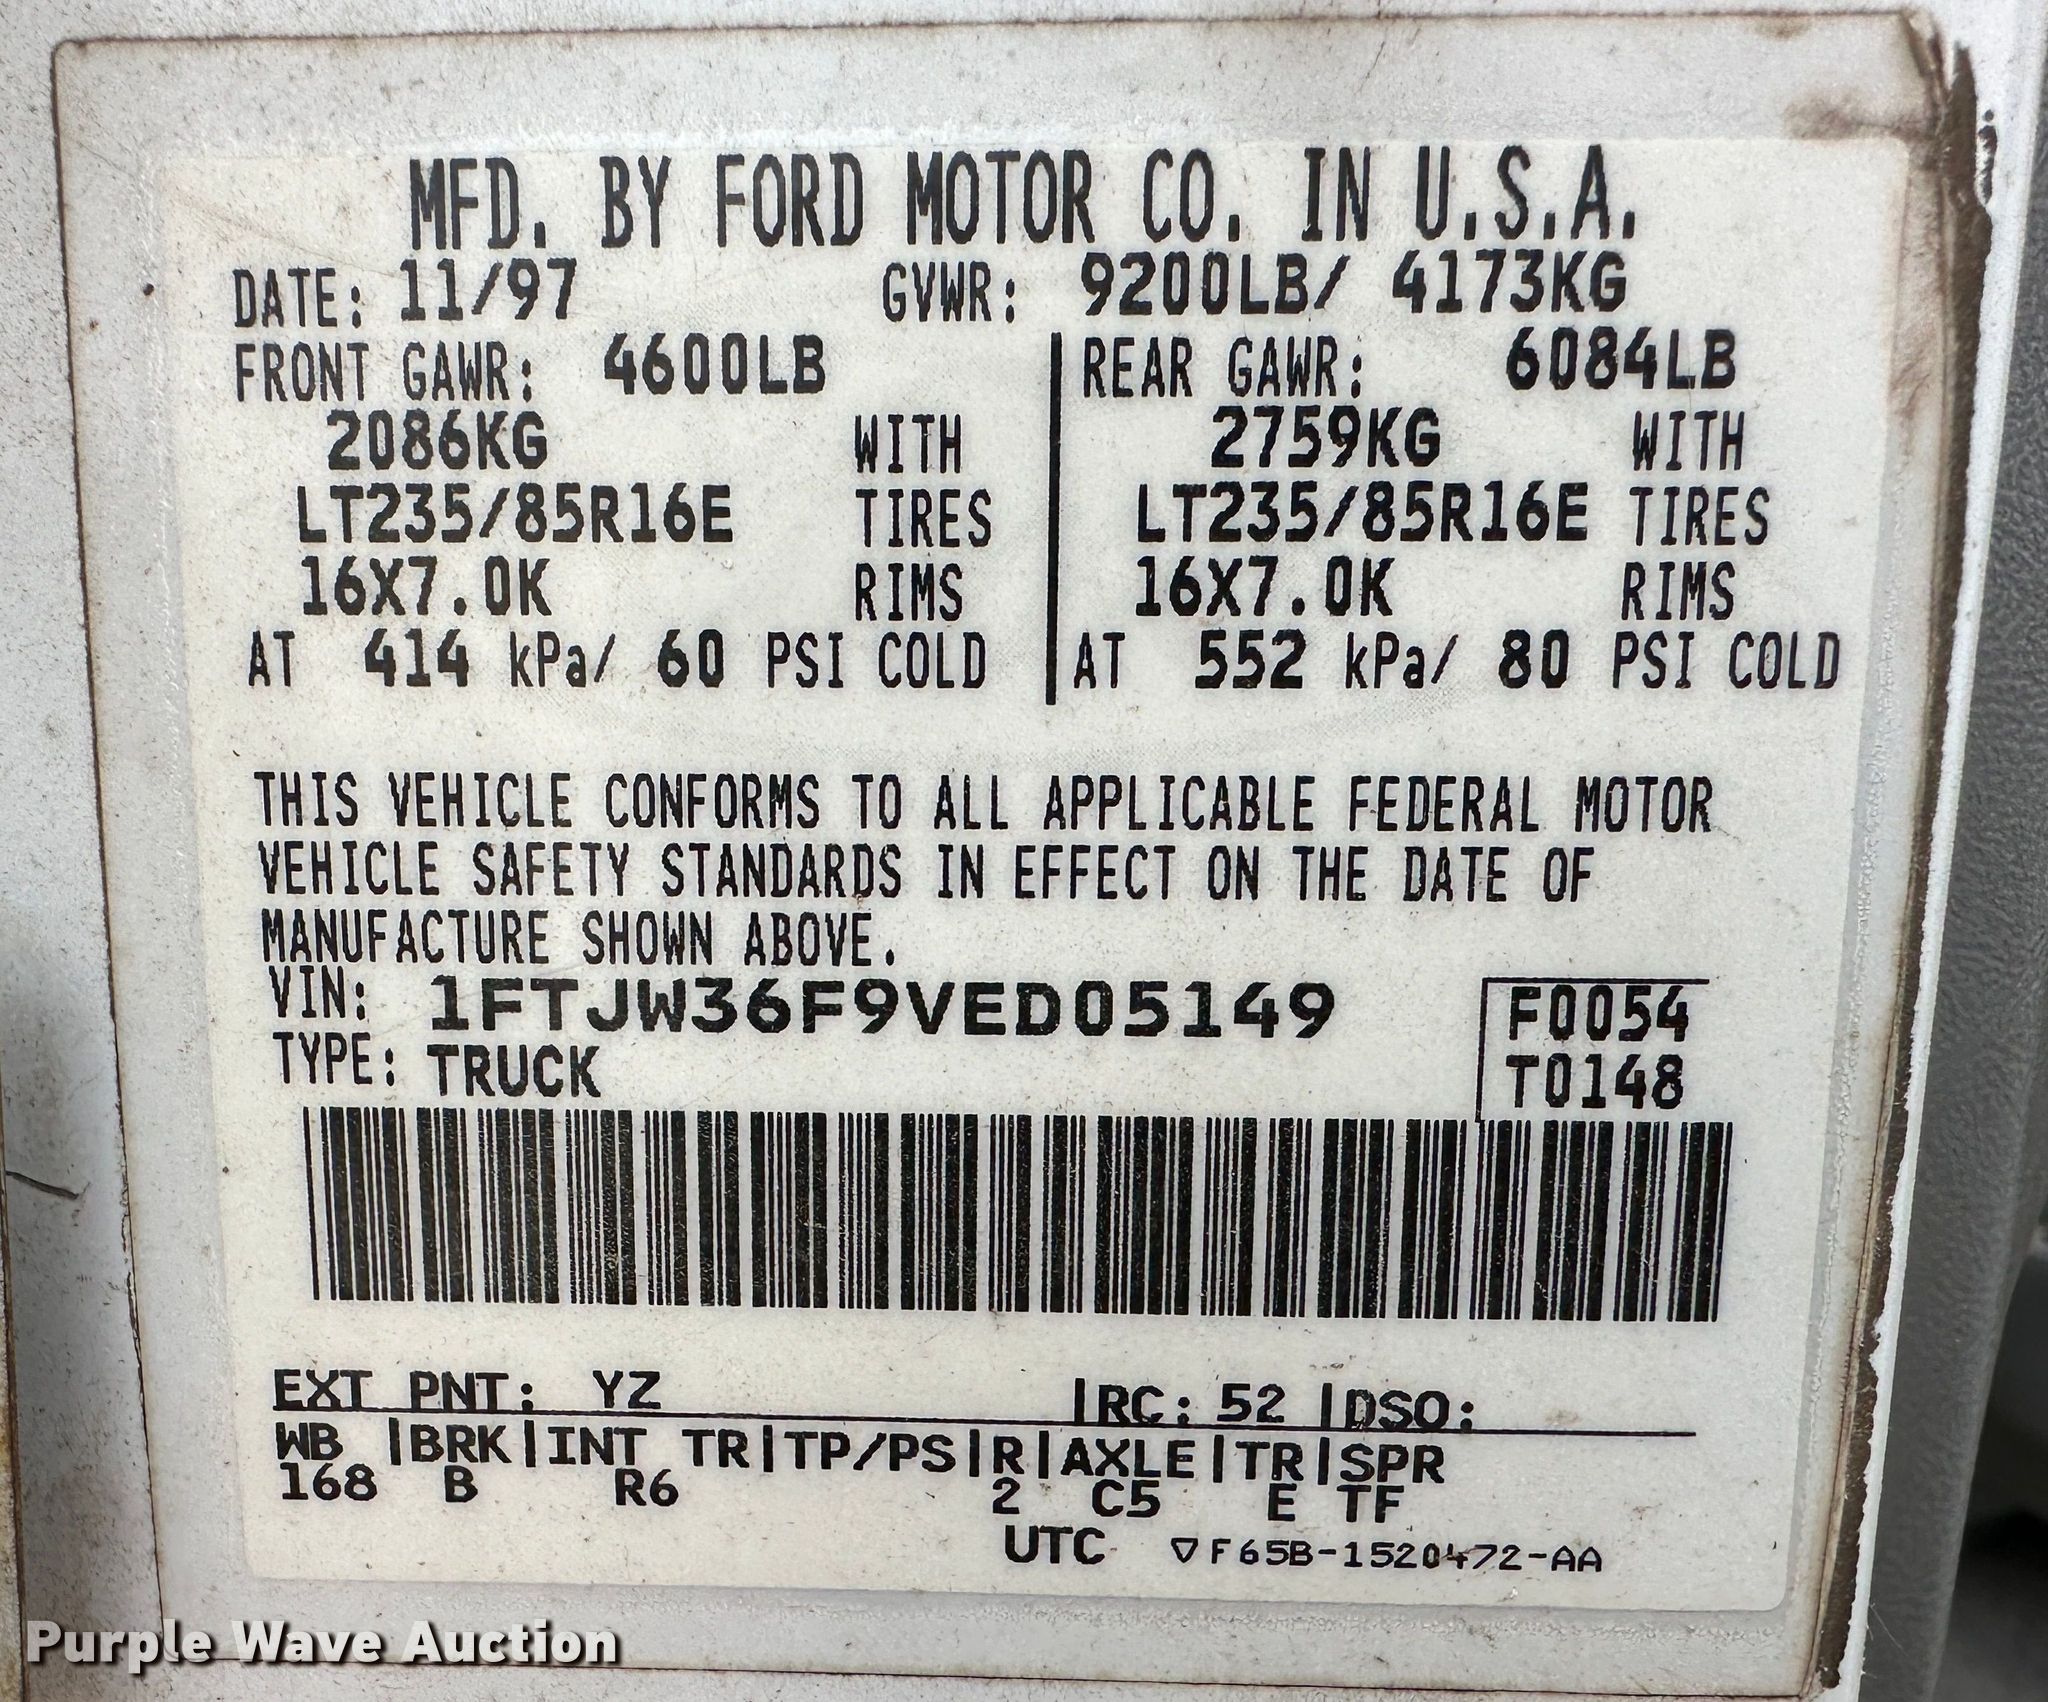 MFD. BY FORD MOTOR CO. IN U.S.A.
DATE: 11/97 GVWR: 9200LB/ 4173KG
FRONT GAWR: 4600LB REAR GAWR: 6084LB
2086KG WITH 2759KG WITH
LT235/85R16E TIRES LT235/85R16E TIRES
16X7.0K RIMS 16X7.0K RIMS
AT 414 kPa/ 60 PSI COLD AT 552 kPa/ 80 PSI COLD
THIS VEHICLE CONFORMS TO ALL APPLICABLE FEDERAL MOTOR
VEHICLE SAFETY STANDARDS IN EFFECT ON THE DATE OF
MANUFACTURE SHOWN ABOVE.
VIN: 1FTJW36F9VED05149 F0054
TYPE: TRUCK T0148
EXT PNT: YZ |RC: 52 |DSO:
WB |BRK|INT TR|TP/PS|R|AXLE|TR|SPR
168 B R6 2 C5 E TF
UTC ▽F65B-1520472-AA
Purple Wave Auction